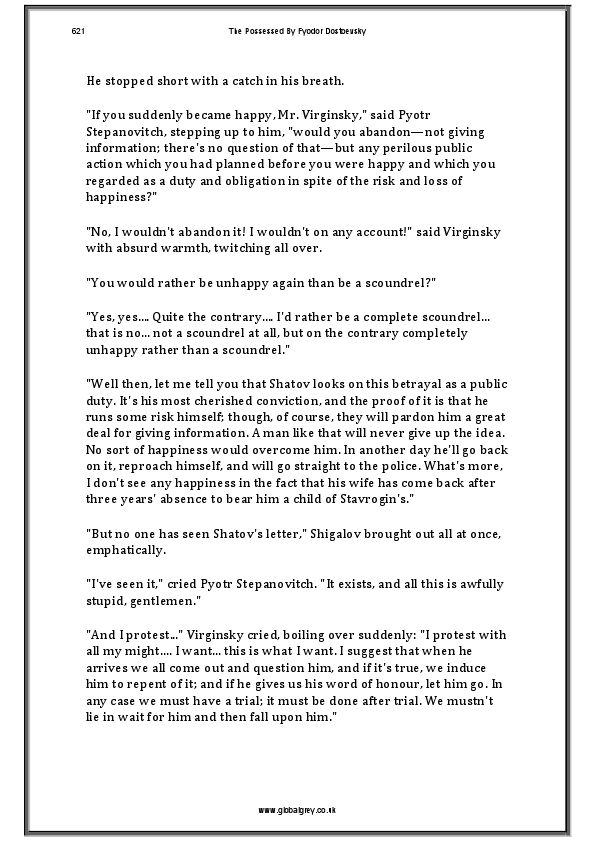 621
The Possessed By Fyodor Dostoevsky
He stopped short with a catch in his breath.
"If you suddenly became happy, Mr. Virginsky," said Pyotr
Stepanovitch, stepping up to him, "would you abandon—not giving
information; there's no question of that—but any perilous public
action which you had planned before you were happy and which you
regarded as a duty and obligation in spite of the risk and loss of
happiness?"
"No, I wouldn't abandon it! I wouldn't on any account!" said Virginsky
with absurd warmth, twitching all over.
"You would rather be unhappy again than be a scoundrel?"
"Yes, yes.... Quite the contrary.... I'd rather be a complete scoundrel...
that is no... not a scoundrel at all, but on the contrary completely
unhappy rather than a scoundrel."
"Well then, let me tell you that Shatov looks on this betrayal as a public
duty. It's his most cherished conviction, and the proof of it is that he
runs some risk himself; though, of course, they will pardon him a great
deal for giving information. A man like that will never give up the idea.
No sort of happiness would overcome him. In another day he'll go back
on it, reproach himself, and will go straight to the police. What's more,
I don't see any happiness in the fact that his wife has come back after
three years' absence to bear him a child of Stavrogin's."
"But no one has seen Shatov's letter," Shigalov brought out all at once,
emphatically.
"I've seen it," cried Pyotr Stepanovitch. "It exists, and all this is awfully
stupid, gentlemen."
"And I protest..." Virginsky cried, boiling over suddenly: "I protest with
all my might.... I want... this is what I want. I suggest that when he
arrives we all come out and question him, and if it's true, we induce
him to repent of it; and if he gives us his word of honour, let him go. In
any case we must have a trial; it must be done after trial. We mustn't
lie in wait for him and then fall upon him."
www.globalgrey.co.uk